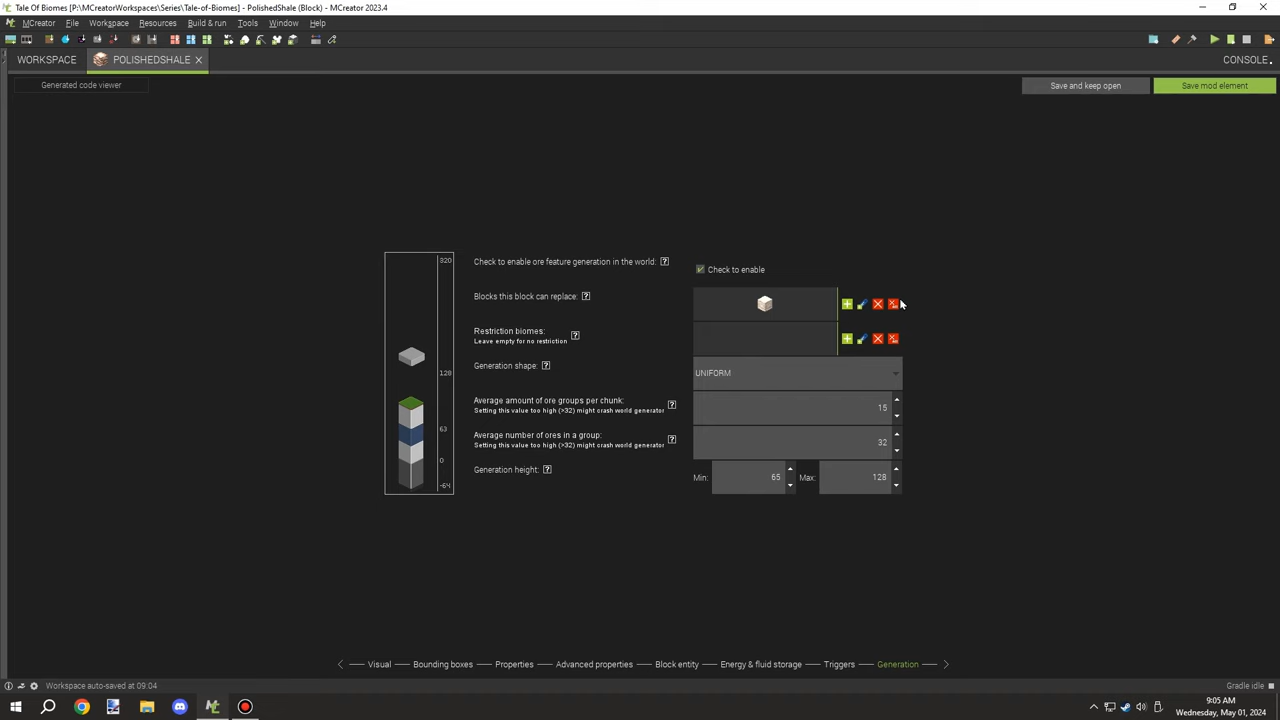 Tale Of Biomes [P:\MCreatorWorkspaces\Series\Tale-of-Biomes] - PolishedShale (Block) - MCreator 2023.4
MCreator File Workspace Resources Build & run Tools Window Help
WORKSPACE POLISHEDSHALE CONSOLE
Generated code viewer Save and keep open Save mod element
320
128
63
0
-64
Check to enable ore feature generation in the world: ? Check to enable
Blocks this block can replace: ?
Restriction biomes: ?
Leave empty for no restriction
Generation shape: ? UNIFORM
Average amount of ore groups per chunk: ? 15
Setting this value too high (>32) might crash world generator
Average number of ores in a group: ? 32
Setting this value too high (>32) might crash world generator
Generation height: ? Min: 65 Max: 128
Visual Bounding boxes Properties Advanced properties Block entity Energy & fluid storage Triggers Generation
Workspace auto-saved at 09:04 Gradle idle
9:05 AM
Wednesday, May 01, 2024